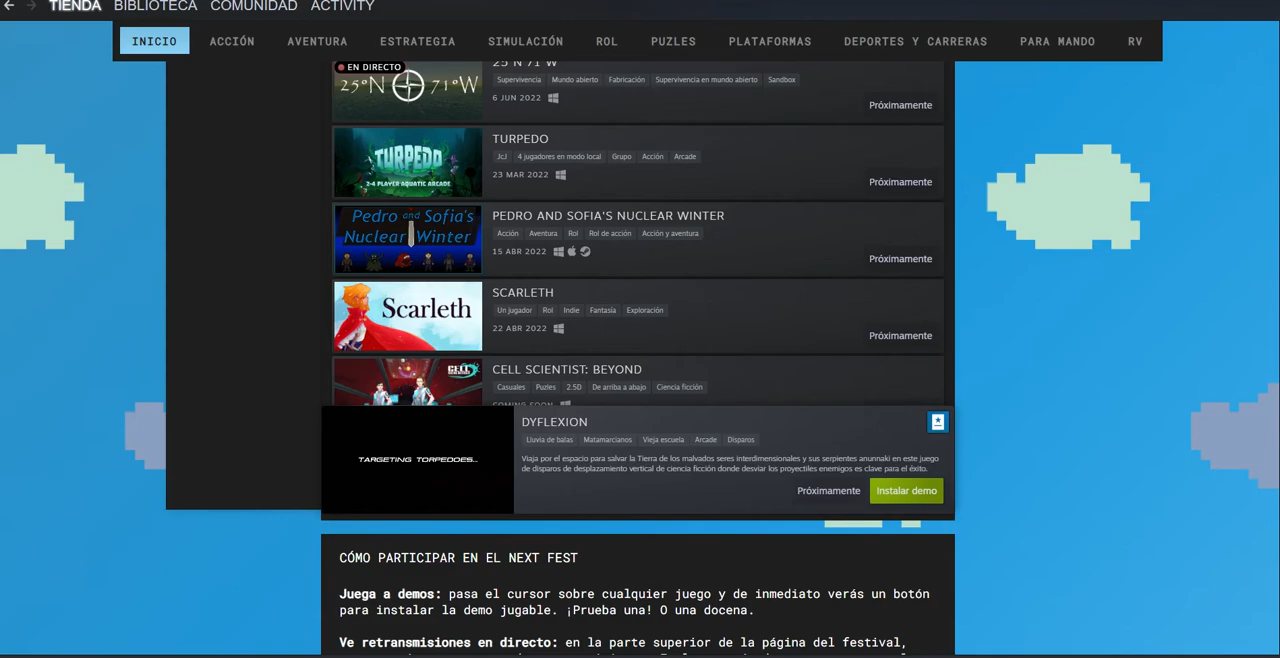 TIENDA BIBLIOTECA COMUNIDAD ACTIVITY
INICIO ACCIÓN AVENTURA ESTRATEGIA SIMULACIÓN ROL PUZLES PLATAFORMAS DEPORTES Y CARRERAS PARA MANDO RV
EN DIRECTO
25°N 71°W
25°N 71°W
Supervivencia Mundo abierto Fabricación Supervivencia en mundo abierto Sandbox
6 JUN 2022
Próximamente
TURPEDO
2-4 PLAYER AQUATIC ARCADE
TURPEDO
JcJ 4 jugadores en modo local Grupo Acción Arcade
23 MAR 2022
Próximamente
Pedro and Sofia's
Nuclear Winter
PEDRO AND SOFIA'S NUCLEAR WINTER
Acción Aventura Rol Rol de acción Acción y aventura
15 ABR 2022
Próximamente
Scarleth
SCARLETH
Un jugador Rol Indie Fantasía Exploración
22 ABR 2022
Próximamente
CELL
CELL SCIENTIST: BEYOND
Casuales Puzles 2.5D De arriba a abajo Ciencia ficción
COMING SOON
TARGETING TORPEDOES...
DYFLEXION
Lluvia de balas Matamarcianos Vieja escuela Arcade Disparos
Viaja por el espacio para salvar la Tierra de los malvados seres interdimensionales y sus serpientes anunnaki en este juego
de disparos de desplazamiento vertical de ciencia ficción donde desviar los proyectiles enemigos es clave para el éxito.
Próximamente Instalar demo
CÓMO PARTICIPAR EN EL NEXT FEST
Juega a demos: pasa el cursor sobre cualquier juego y de inmediato verás un botón
para instalar la demo jugable. ¡Prueba una! O una docena.
Ve retransmisiones en directo: en la parte superior de la página del festival,